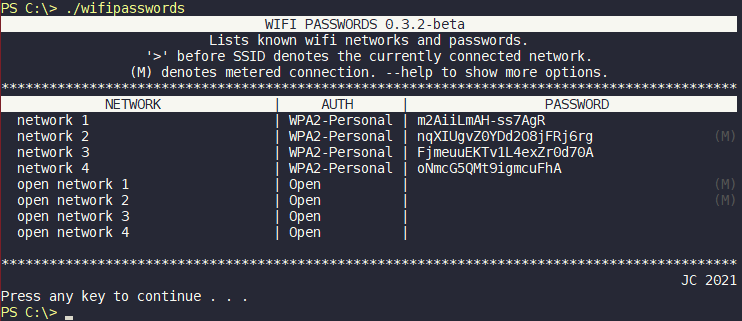 PS C:\> ./wifipasswords
WIFI PASSWORDS 0.3.2-beta
Lists known wifi networks and passwords.
'>' before SSID denotes the currently connected network.
(M) denotes metered connection. --help to show more options.
********************************************************************************************
NETWORK | AUTH | PASSWORD
network 1 | WPA2-Personal | m2AiiLmAH-ss7AgR
network 2 | WPA2-Personal | nqXIUgvZ0YDd2O8jFRj6rg (M)
network 3 | WPA2-Personal | FjmeuuEKTv1L4exZr0d70A
network 4 | WPA2-Personal | oNmcG5QMt9igmcuFhA
open network 1 | Open | (M)
open network 2 | Open | (M)
open network 3 | Open |
open network 4 | Open |
********************************************************************************************
JC 2021
Press any key to continue . . .
PS C:\>